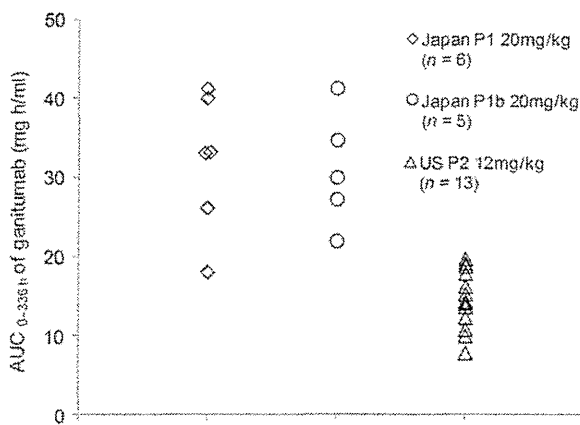 50
40
30
20
10
0
AUC 0–336 h of ganitumab (mg h/ml)
◇ Japan P1 20mg/kg
(n = 6)
○ Japan P1b 20mg/kg
(n = 5)
△ US P2 12mg/kg
(n = 13)